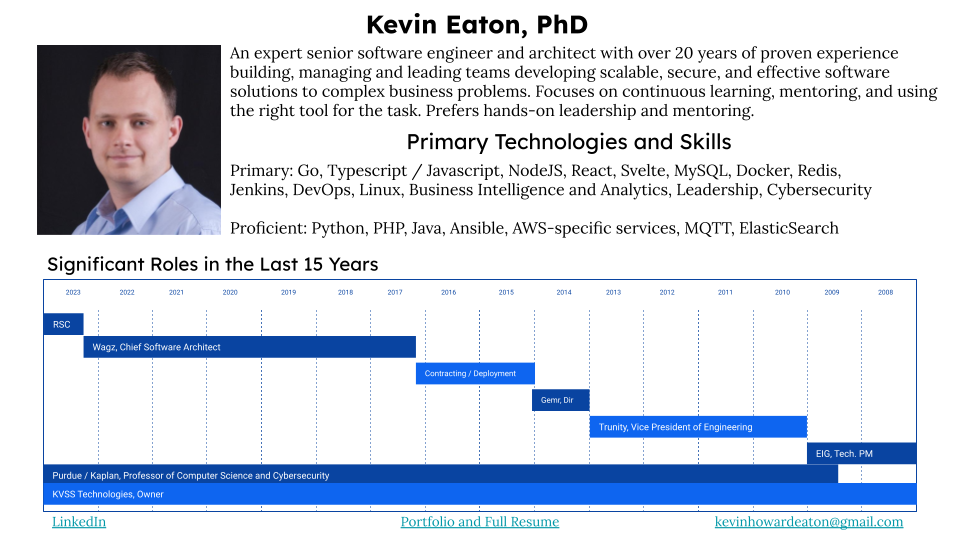 Kevin Eaton, PhD
An expert senior software engineer and architect with over 20 years of proven experience
building, managing and leading teams developing scalable, secure, and effective software
solutions to complex business problems. Focuses on continuous learning, mentoring, and using
the right tool for the task. Prefers hands-on leadership and mentoring.
Primary Technologies and Skills
Primary: Go, Typescript / Javascript, NodeJS, React, Svelte, MySQL, Docker, Redis,
Jenkins, DevOps, Linux, Business Intelligence and Analytics, Leadership, Cybersecurity
Proficient: Python, PHP, Java, Ansible, AWS-specific services, MQTT, ElasticSearch
Significant Roles in the Last 15 Years
2023 2022 2021 2020 2019 2018 2017 2016 2015 2014 2013 2012 2011 2010 2009 2008
RSC
Wagz, Chief Software Architect
Contracting / Deployment
Gemr, Dir
Trunity, Vice President of Engineering
EIG, Tech. PM
Purdue / Kaplan, Professor of Computer Science and Cybersecurity
KVSS Technologies, Owner
LinkedIn Portfolio and Full Resume kevinhowardeaton@gmail.com